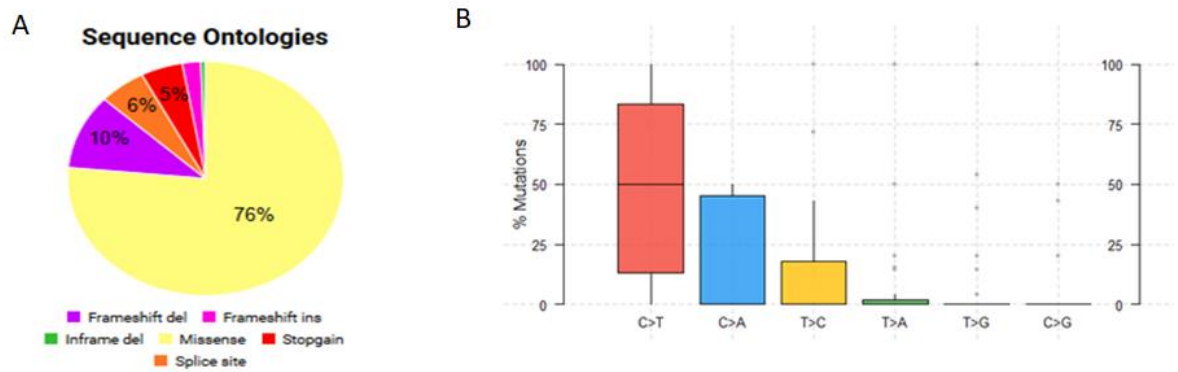 A
Sequence Ontologies
5%
6%
10%
76%
Frameshift del Frameshift ins
Inframe del Missense Stopgain
Splice site
B
% Mutations
100 100
75 75
50 50
25 25
0 0
C>T C>A T>C T>A T>G C>G